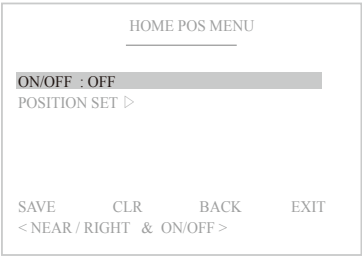 HOME POS MENU
ON/OFF : OFF
POSITION SET ▷
SAVE CLR BACK EXIT
< NEAR / RIGHT & ON/OFF >